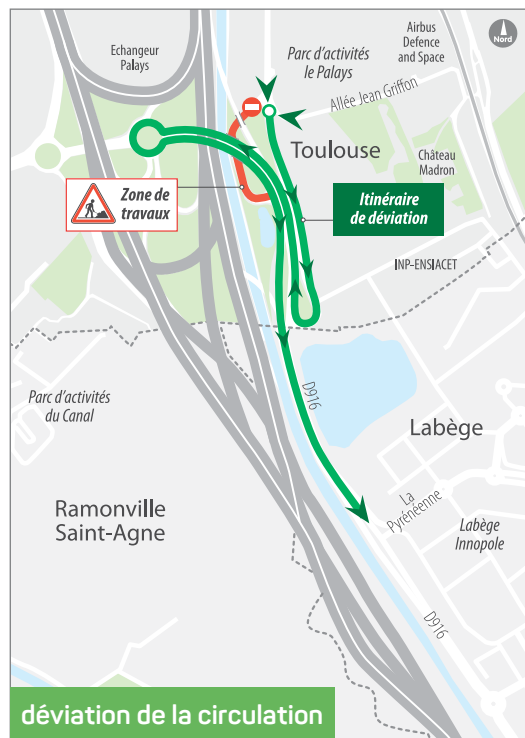 Echangeur
Palays
Parc d'activités
le Palays
Airbus
Defence
and Space
Nord
Allée Jean Griffon
Toulouse
Château
Madron
Zone de
travaux
Itinéraire
de déviation
INP-ENSIACET
D916
Parc d'activités
du Canal
Labège
La
Pyrénéenne
Ramonville
Saint-Agne
Labège
Innopole
D916
déviation de la circulation